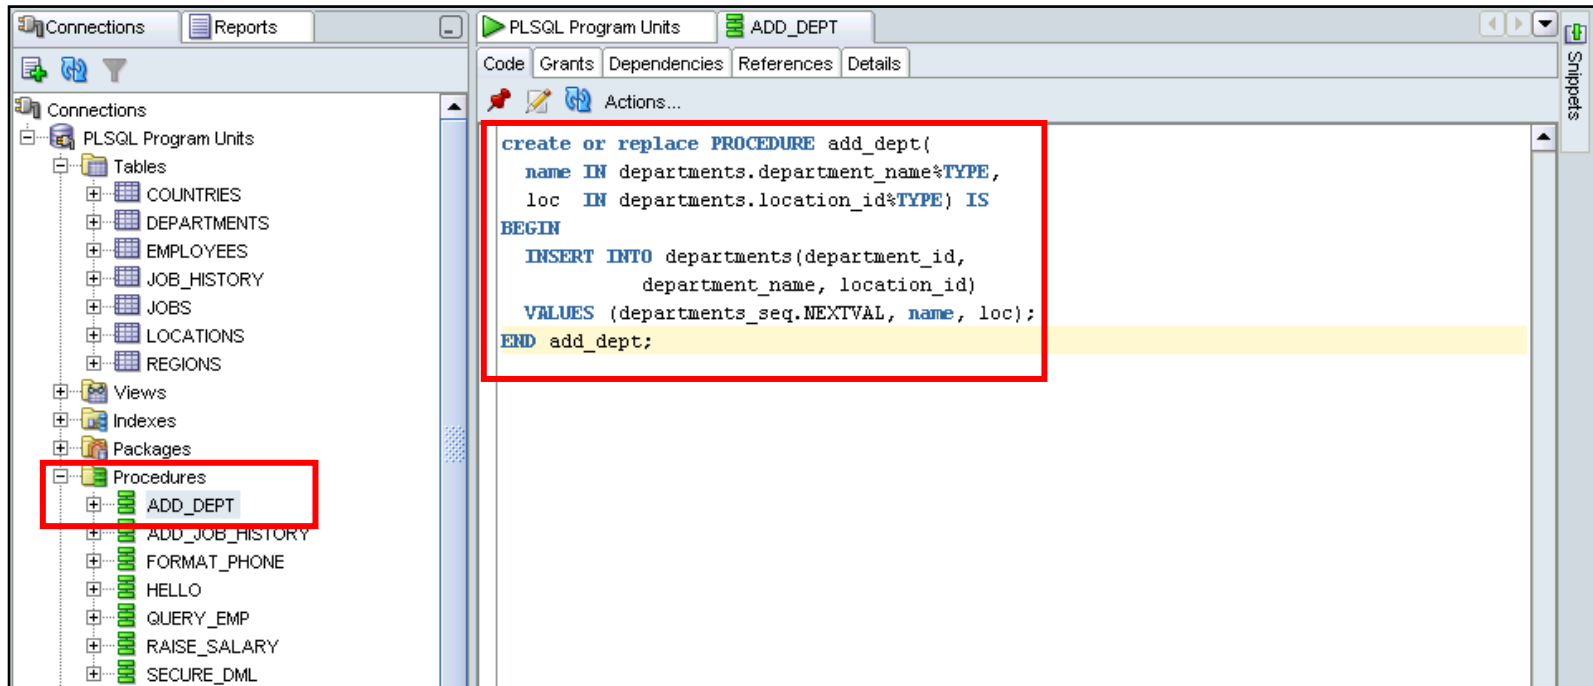 Connections Reports
Connections
PLSQL Program Units
Tables
COUNTRIES
DEPARTMENTS
EMPLOYEES
JOB_HISTORY
JOBS
LOCATIONS
REGIONS
Views
Indexes
Packages
Procedures
ADD_DEPT
ADD_JOB_HISTORY
FORMAT_PHONE
HELLO
QUERY_EMP
RAISE_SALARY
SECURE_DML
PLSQL Program Units ADD_DEPT
Code Grants Dependencies References Details
Actions...
create or replace PROCEDURE add_dept(
name IN departments.department_name%TYPE,
loc IN departments.location_id%TYPE) IS
BEGIN
INSERT INTO departments(department_id,
department_name, location_id)
VALUES (departments_seq.NEXTVAL, name, loc);
END add_dept;
Snippets